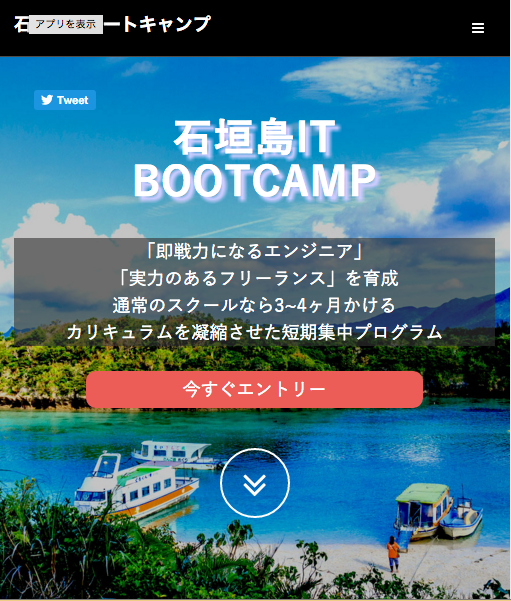 石
アプリを表示
ートキャンプ
Tweet
石垣島IT
BOOTCAMP
「即戦力になるエンジニア」
「実力のあるフリーランス」を育成
通常のスクールなら3~4ヶ月かける
カリキュラムを凝縮させた短期集中プログラム
今すぐエントリー